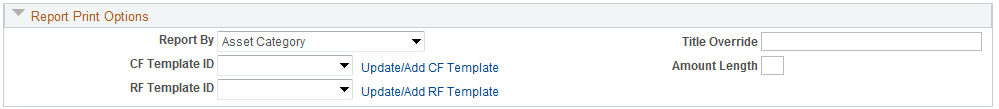 Report Print Options
Report By Asset Category Title Override
CF Template ID Update/Add CF Template Amount Length
RF Template ID Update/Add RF Template